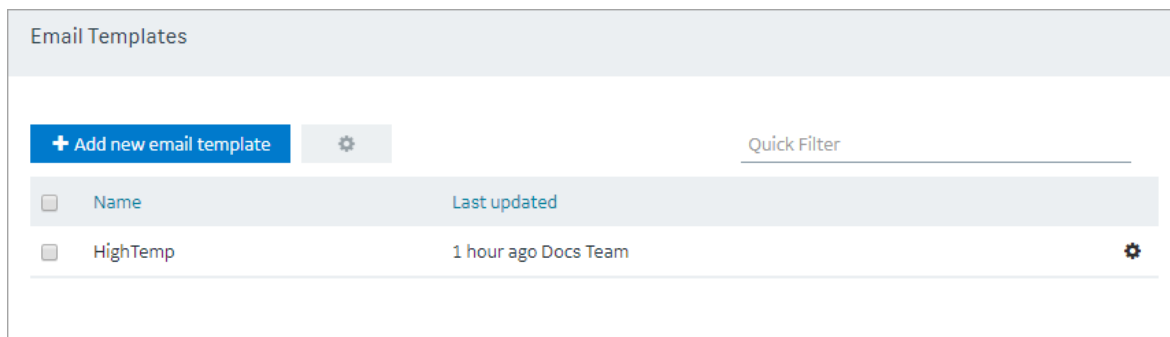 Email Templates
Add new email template
Quick Filter
Name Last updated
HighTemp 1 hour ago Docs Team